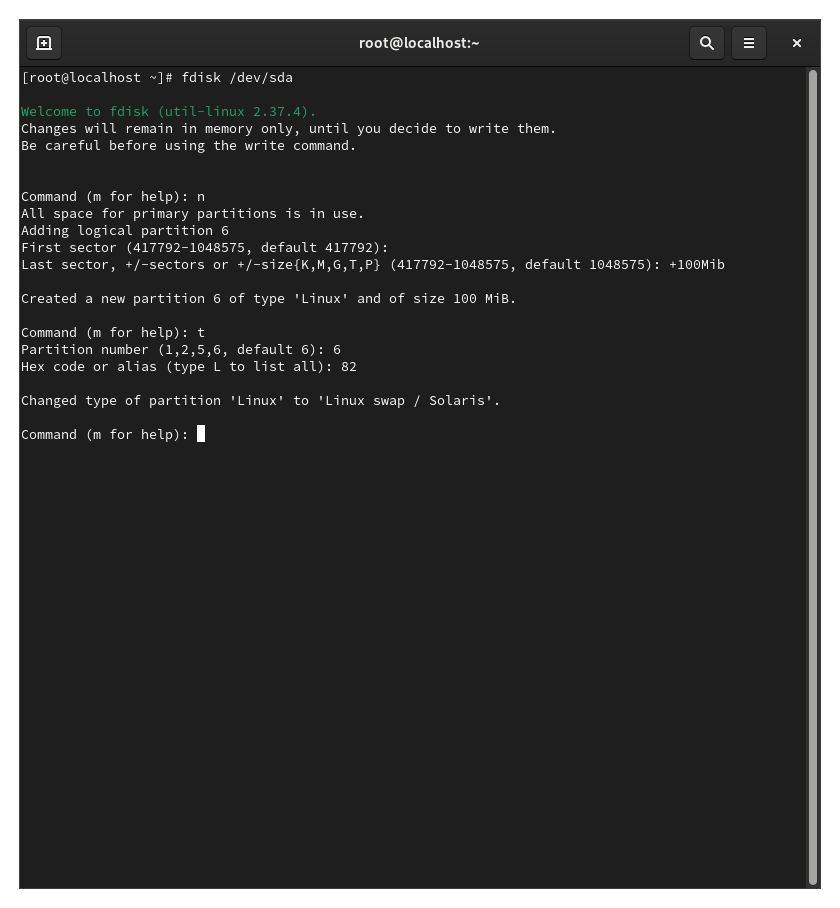 root@localhost:~
[root@localhost ~]# fdisk /dev/sda
Welcome to fdisk (util-linux 2.37.4).
Changes will remain in memory only, until you decide to write them.
Be careful before using the write command.
Command (m for help): n
All space for primary partitions is in use.
Adding logical partition 6
First sector (417792-1048575, default 417792):
Last sector, +/-sectors or +/-size{K,M,G,T,P} (417792-1048575, default 1048575): +100Mib
Created a new partition 6 of type 'Linux' and of size 100 MiB.
Command (m for help): t
Partition number (1,2,5,6, default 6): 6
Hex code or alias (type L to list all): 82
Changed type of partition 'Linux' to 'Linux swap / Solaris'.
Command (m for help):